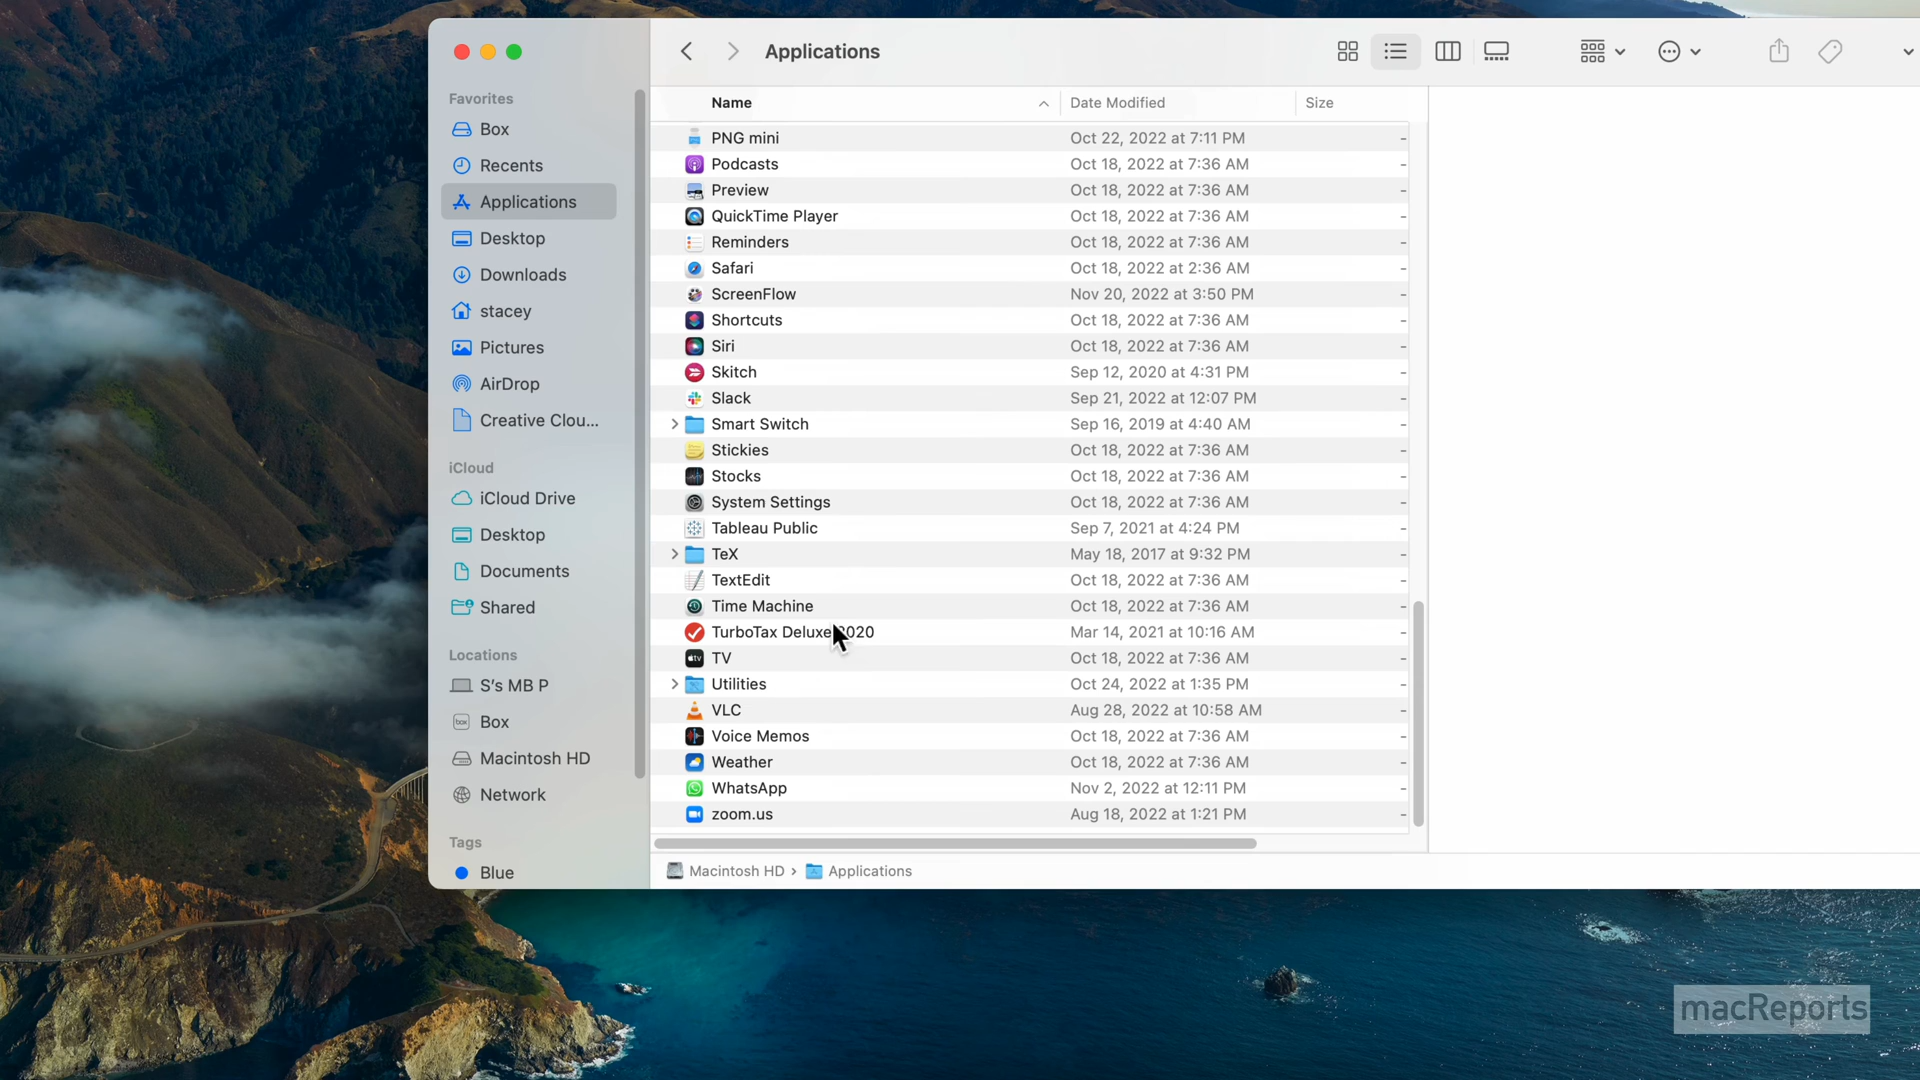 Applications
Favorites
Box
Recents
Applications
Desktop
Downloads
stacey
Pictures
AirDrop
Creative Clou...
iCloud
iCloud Drive
Desktop
Documents
Shared
Locations
S's MB P
Box
Macintosh HD
Network
Tags
Blue
Name Date Modified Size
PNG mini Oct 22, 2022 at 7:11 PM --
Podcasts Oct 18, 2022 at 7:36 AM --
Preview Oct 18, 2022 at 7:36 AM --
QuickTime Player Oct 18, 2022 at 7:36 AM --
Reminders Oct 18, 2022 at 7:36 AM --
Safari Oct 18, 2022 at 2:36 AM --
ScreenFlow Nov 20, 2022 at 3:50 PM --
Shortcuts Oct 18, 2022 at 7:36 AM --
Siri Oct 18, 2022 at 7:36 AM --
Skitch Sep 12, 2020 at 4:31 PM --
Slack Sep 21, 2022 at 12:07 PM --
Smart Switch Sep 16, 2019 at 4:40 AM --
Stickies Oct 18, 2022 at 7:36 AM --
Stocks Oct 18, 2022 at 7:36 AM --
System Settings Oct 18, 2022 at 7:36 AM --
Tableau Public Sep 7, 2021 at 4:24 PM --
TeX May 18, 2017 at 9:32 PM --
TextEdit Oct 18, 2022 at 7:36 AM --
Time Machine Oct 18, 2022 at 7:36 AM --
TurboTax Deluxe 2020 Mar 14, 2021 at 10:16 AM --
TV Oct 18, 2022 at 7:36 AM --
Utilities Oct 24, 2022 at 1:35 PM --
VLC Aug 28, 2022 at 10:58 AM --
Voice Memos Oct 18, 2022 at 7:36 AM --
Weather Oct 18, 2022 at 7:36 AM --
WhatsApp Nov 2, 2022 at 12:11 PM --
zoom.us Aug 18, 2022 at 1:21 PM --
Macintosh HD › Applications
macReports